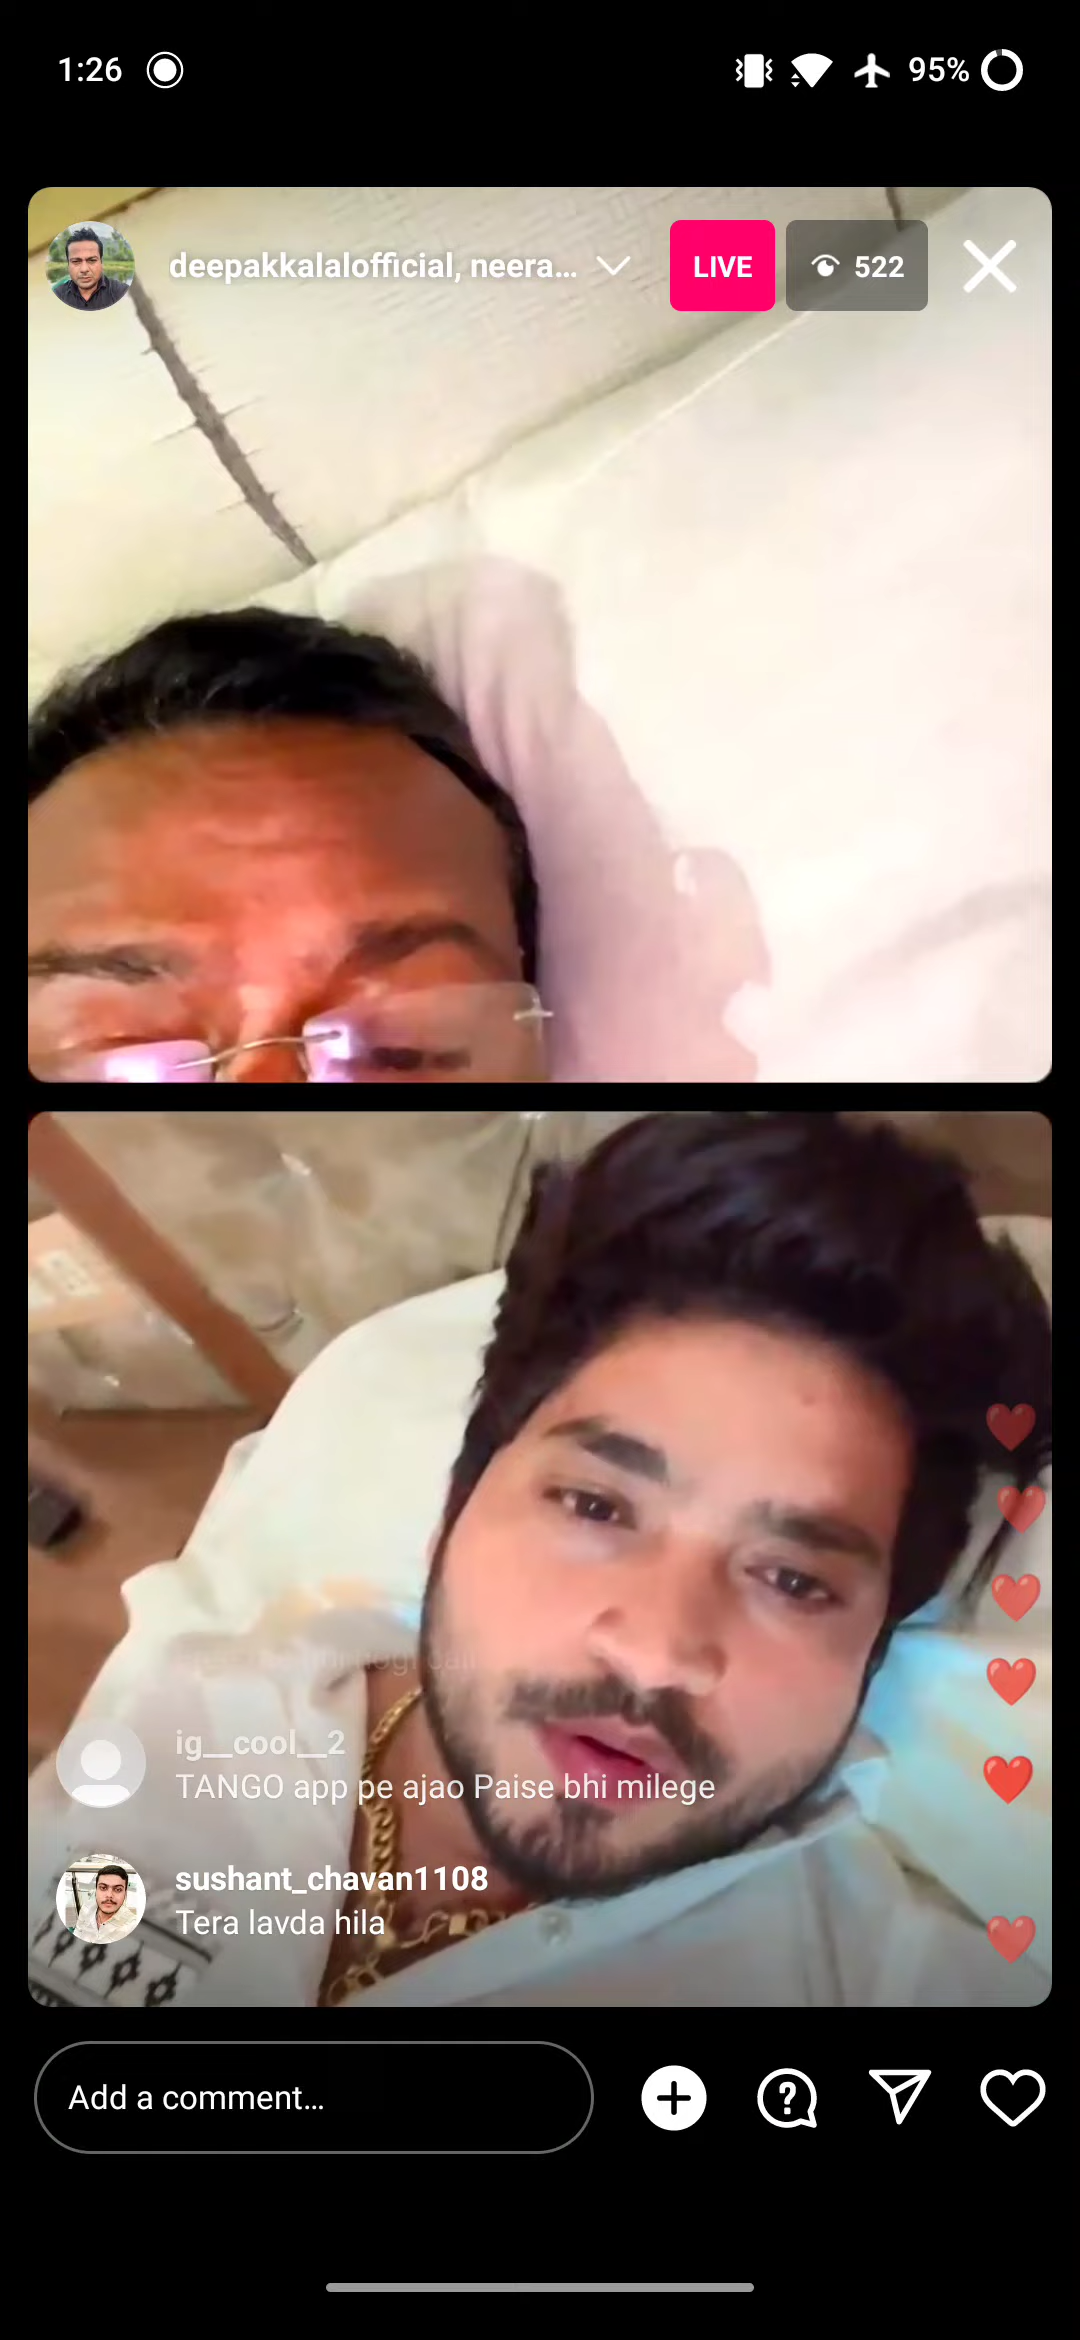 1:26
95%
deepakkalalofficial, neera...
LIVE
522
ig__cool__2
TANGO app pe ajao Paise bhi milege
sushant_chavan1108
Tera lavda hila
Add a comment...